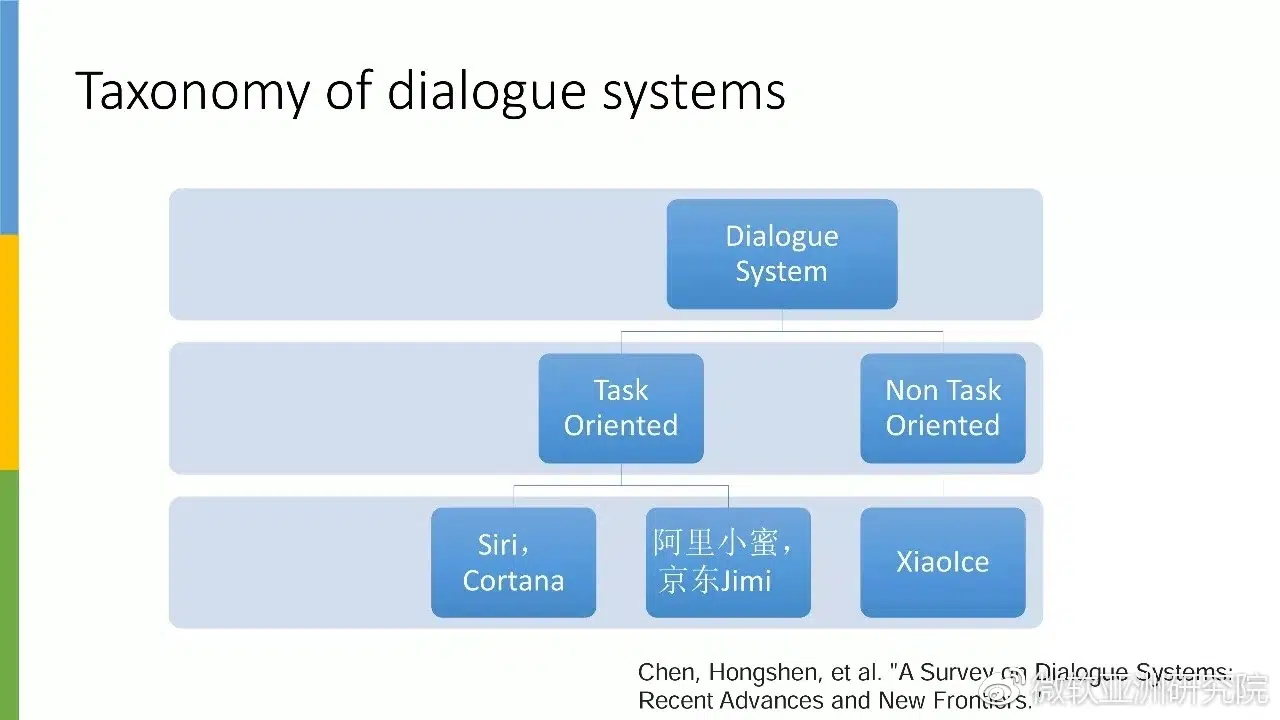 Taxonomy of dialogue systems
Dialogue
System
Task
Oriented
Non Task
Oriented
Siri，
Cortana
阿里小蜜，
京东Jimi
XiaoIce
Chen, Hongshen, et al. "A Survey on Dialogue Systems:
Recent Advances and New Frontiers."
微软亚洲研究院